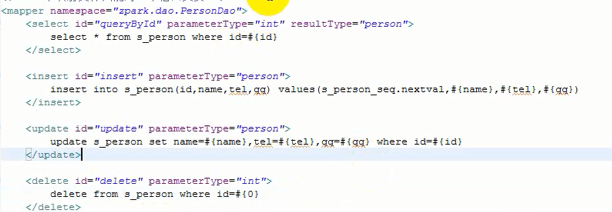 <mapper namespace="zpark.dao.PersonDao">
<select id="queryById" parameterType="int" resultType="person">
select * from s_person where id=#{id}
</select>
<insert id="insert" parameterType="person">
insert into s_person(id,name,tel,qq) values(s_person_seq.nextval,#{name},#{tel},#{qq})
</insert>
<update id="update" parameterType="person">
update s_person set name=#{name},tel=#{tel},qq=#{qq} where id=#{id}
</update>
<delete id="delete" parameterType="int">
delete from s_person where id=#{0}
</delete>